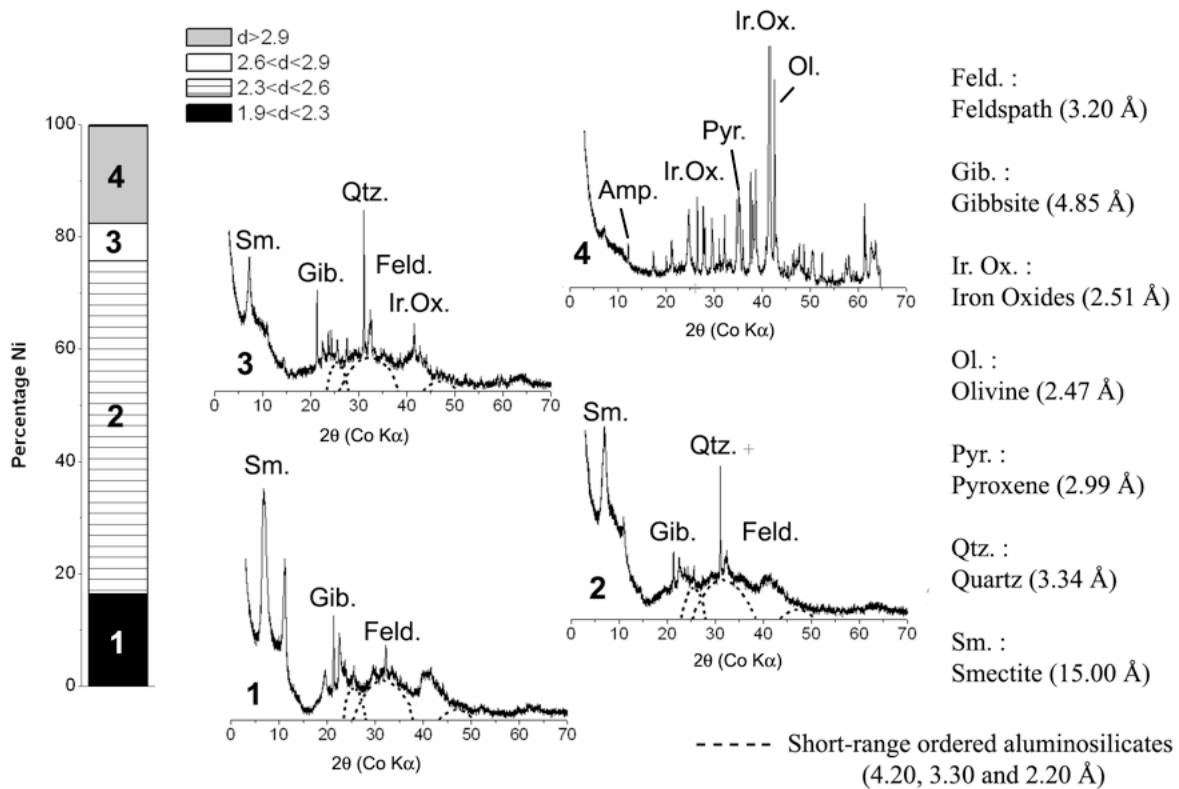 d>2.9
2.6<d<2.9
2.3<d<2.6
1.9<d<2.3
Percentage Ni
100
80
60
40
20
0
4
3
2
1
Sm.
Gib.
Qtz.
Feld.
Ir.Ox.
3
0 10 20 30 40 50 60 70
2θ (Co Kα)
Ir.Ox.
Ol.
Pyr.
Ir.Ox.
Amp.
4
0 10 20 30 40 50 60 70
2θ (Co Kα)
Sm.
Gib.
Feld.
1
0 10 20 30 40 50 60 70
2θ (Co Kα)
Sm.
Qtz. +
Gib.
Feld.
2
0 10 20 30 40 50 60 70
2θ (Co Kα)
Feld. :
Feldspath (3.20 Å)
Gib. :
Gibbsite (4.85 Å)
Ir. Ox. :
Iron Oxides (2.51 Å)
Ol. :
Olivine (2.47 Å)
Pyr. :
Pyroxene (2.99 Å)
Qtz. :
Quartz (3.34 Å)
Sm. :
Smectite (15.00 Å)
Short-range ordered aluminosilicates
(4.20, 3.30 and 2.20 Å)